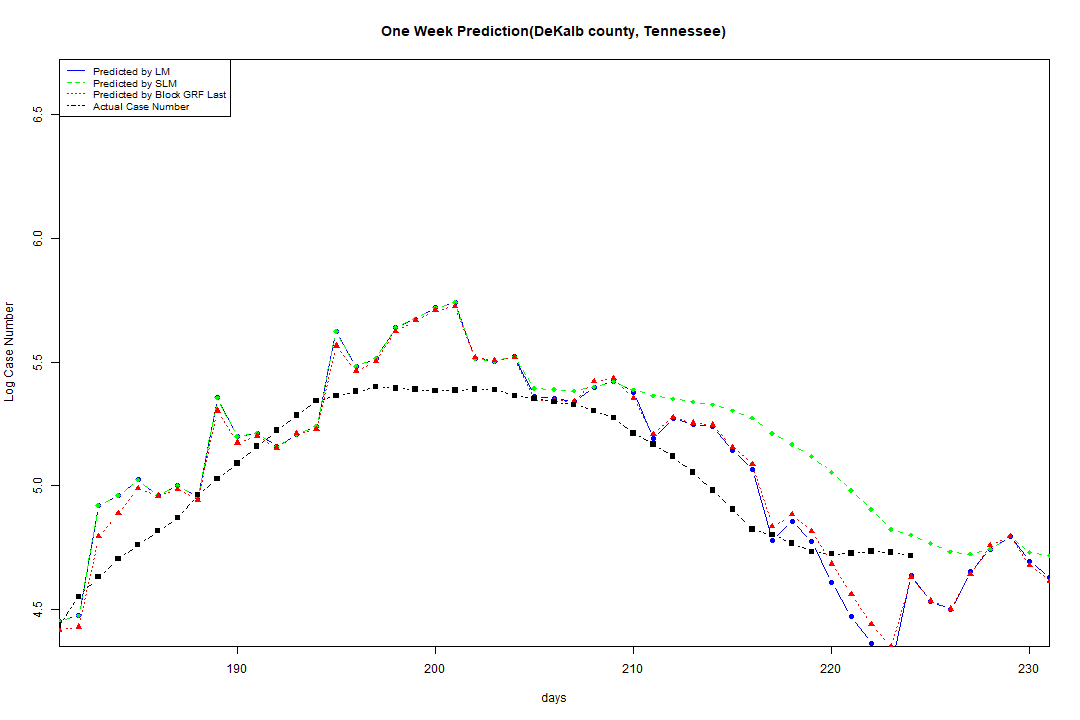 One Week Prediction(DeKalb county, Tennessee)
Predicted by LM
Predicted by SLM
Predicted by Block GRF Last
Actual Case Number
Log Case Number
6.5
6.0
5.5
5.0
4.5
190 200 210 220 230
days